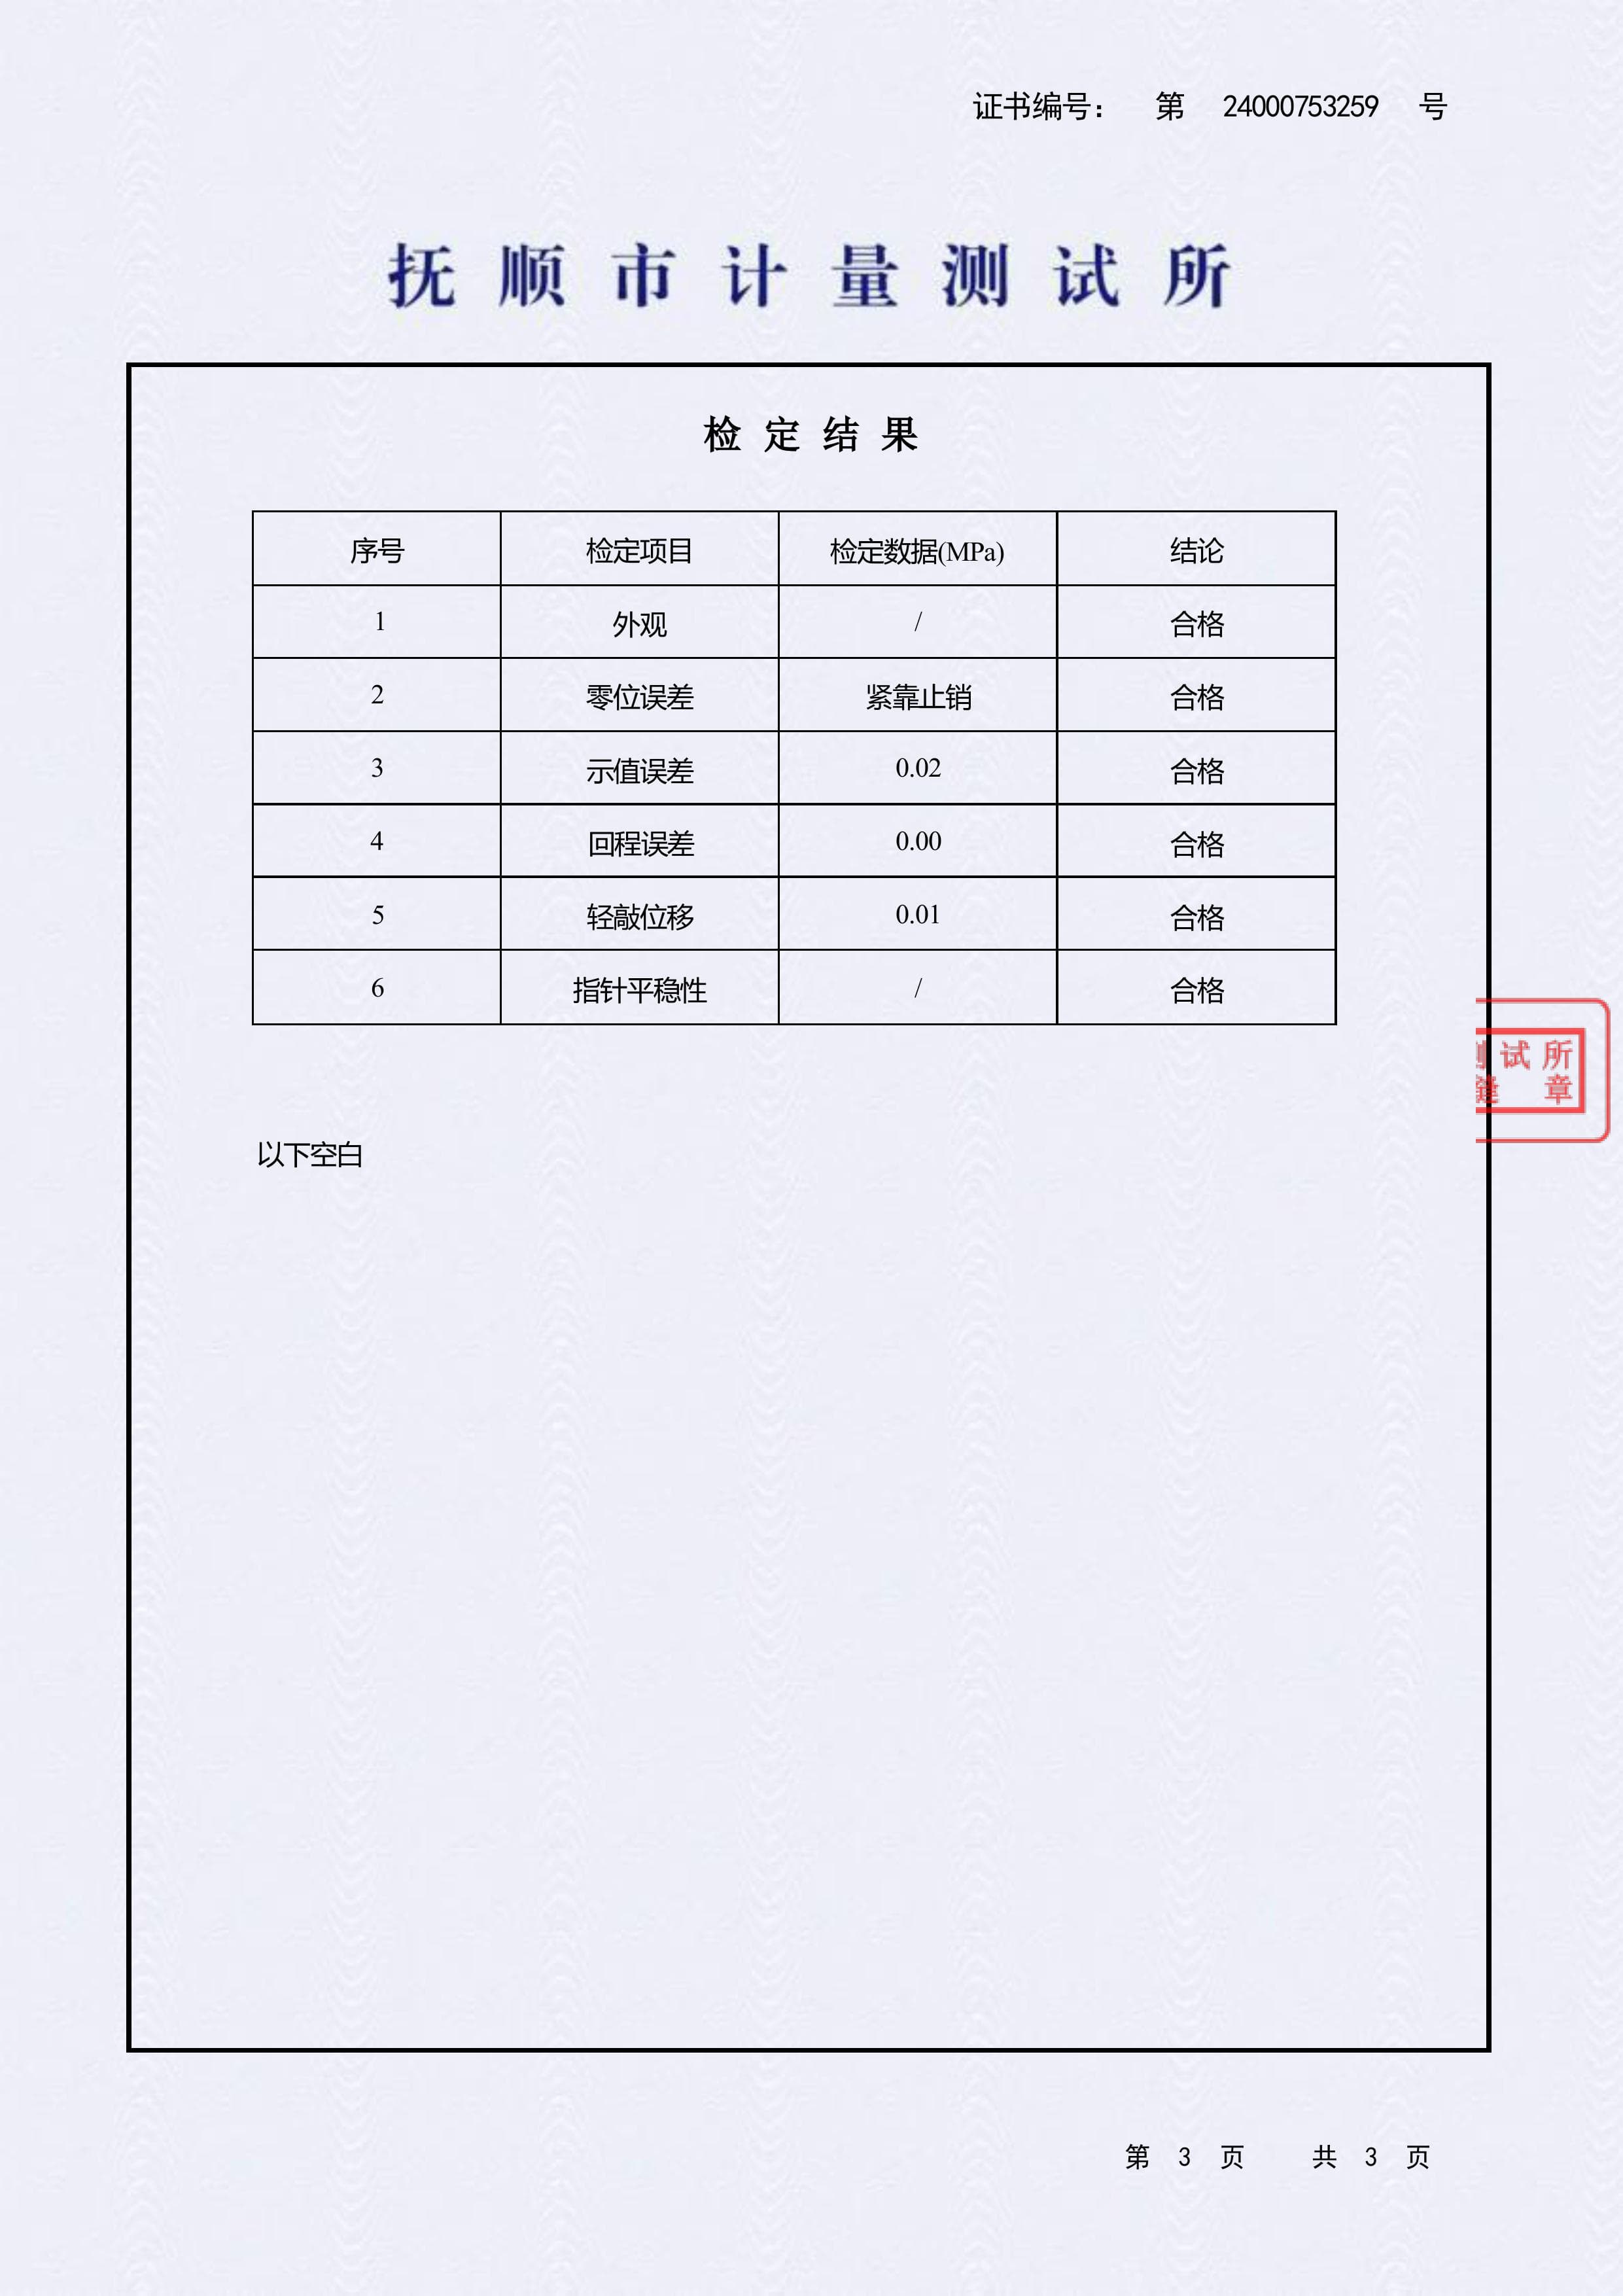 证书编号： 第 24000753259 号
抚顺市计量测试所
检定结果
序号 检定项目 检定数据(MPa) 结论
1 外观 / 合格
2 零位误差 紧靠止销 合格
3 示值误差 0.02 合格
4 回程误差 0.00 合格
5 轻敲位移 0.01 合格
6 指针平稳性 / 合格
试所
缝 章
以下空白
第 3 页 共 3 页